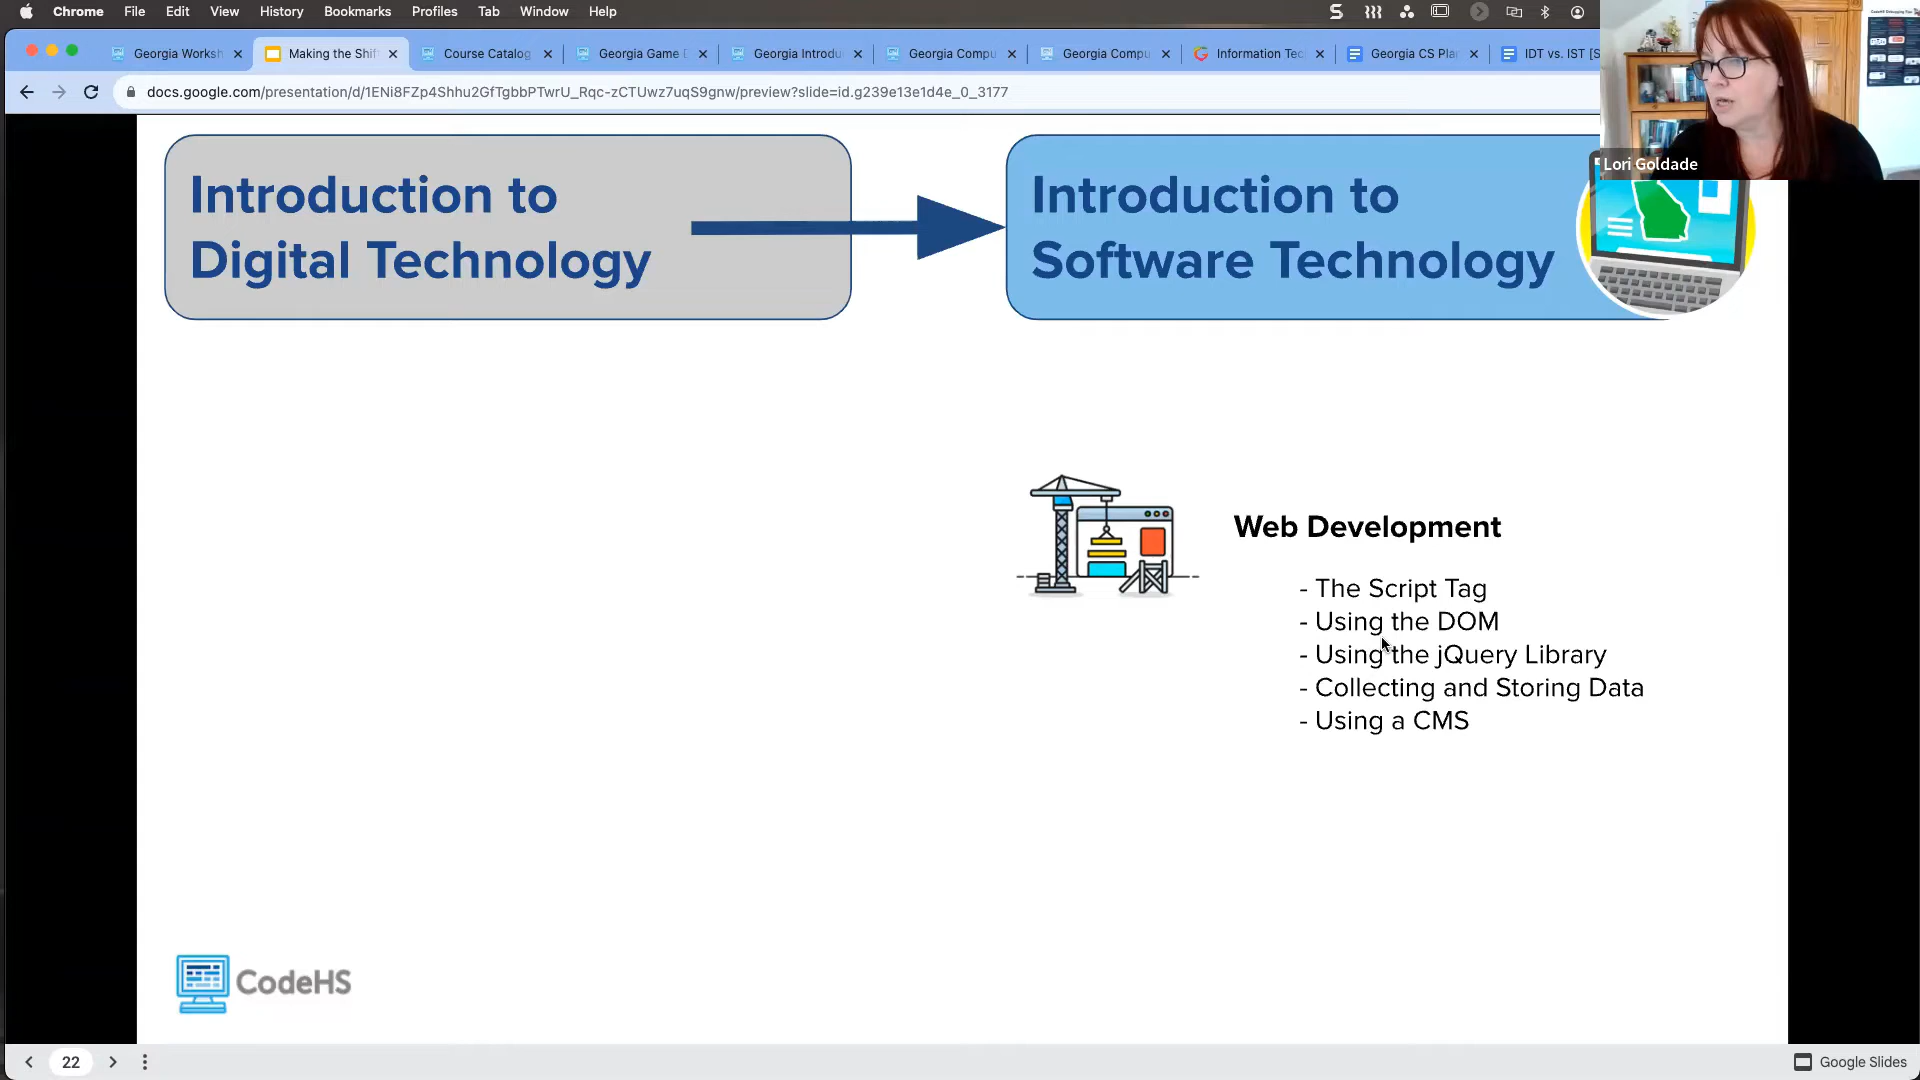 Chrome File Edit View History Bookmarks Profiles Tab Window Help
Georgia Worksh
Making the Shif
Course Catalog
Georgia Game D
Georgia Introdu
Georgia Compu
Georgia Compu
Information Tec
Georgia CS Pla
IDT vs. IST [S
docs.google.com/presentation/d/1ENi8FZp4Shhu2GfTgbbPTwrU_Rqc-zCTUwz7uqS9gnw/preview?slide=id.g239e13e1d4e_0_3177
Lori Goldade
Introduction to
Digital Technology
Introduction to
Software Technology
Web Development
- The Script Tag
- Using the DOM
- Using the jQuery Library
- Collecting and Storing Data
- Using a CMS
CodeHS
22
Google Slides